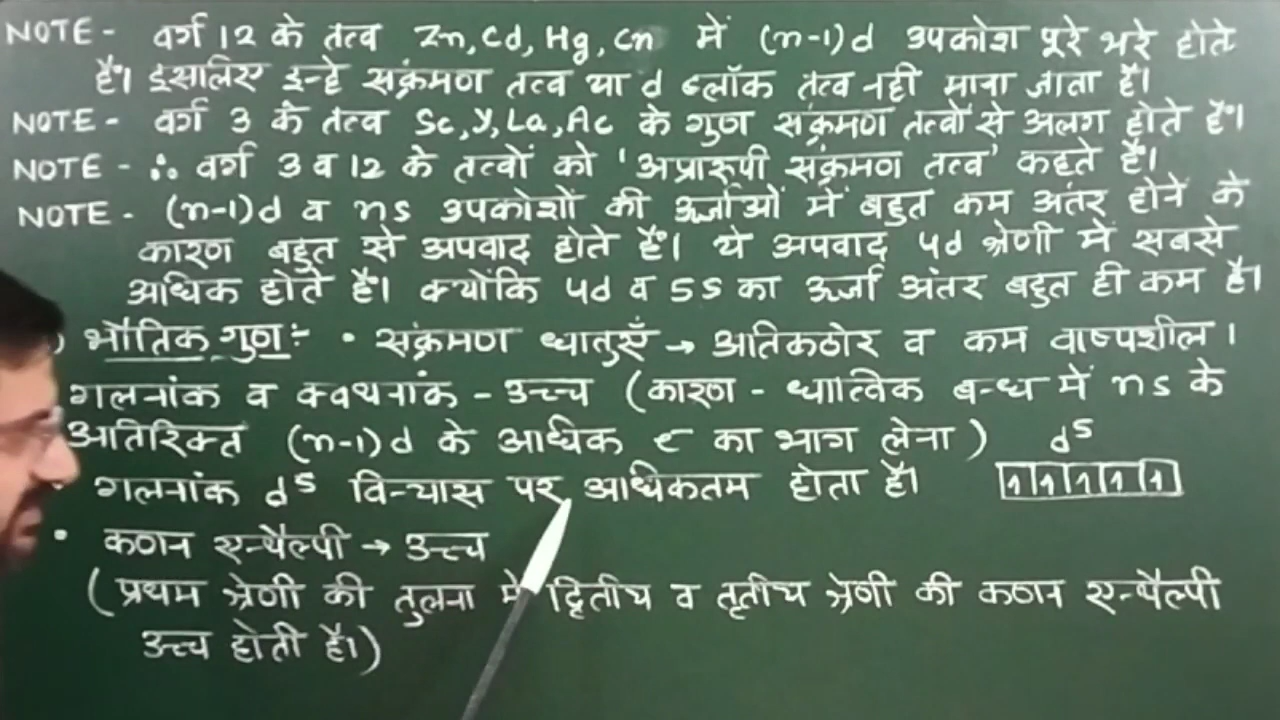 NOTE - वर्ग 12 के तत्व Zn, Cd, Hg, Cn में (n-1)d उपकोश पूरे भरे होते
हैं। इसलिए इन्हे संक्रमण तत्व या d ब्लॉक तत्व नही माना जाता है।
NOTE - वर्ग 3 के तत्व Sc, y, La, Ac के गुण संक्रमण तत्वों से अलग होते हैं।
NOTE - ∴ वर्ग 3 व 12 के तत्वों को 'अप्रारूपी संक्रमण तत्व' कहते हैं।
NOTE - (n-1)d व ns उपकोशों की ऊर्जाओं में बहुत कम अंतर होने के
कारण बहुत से अपवाद होते हैं। ये अपवाद 4d श्रेणी में सबसे
अधिक होते हैं। क्योंकि 4d व 5s का ऊर्जा अंतर बहुत ही कम है।
) भौतिक गुण :- • संक्रमण धातुएँ → अतिकठोर व कम वाष्पशील।
गलनांक व क्वथनांक - उच्च (कारण - धात्विक बन्ध में ns के
अतिरिक्त (n-1)d के अधिक e⁻ का भाग लेना) d⁵
• गलनांक d⁵ विन्यास पर अधिकतम होता है। 1 1 1 1 1
• कणन एन्थैल्पी → उच्च
(प्रथम श्रेणी की तुलना में द्वितीय व तृतीय श्रेणी की कणन एन्थैल्पी
उच्च होती है।)